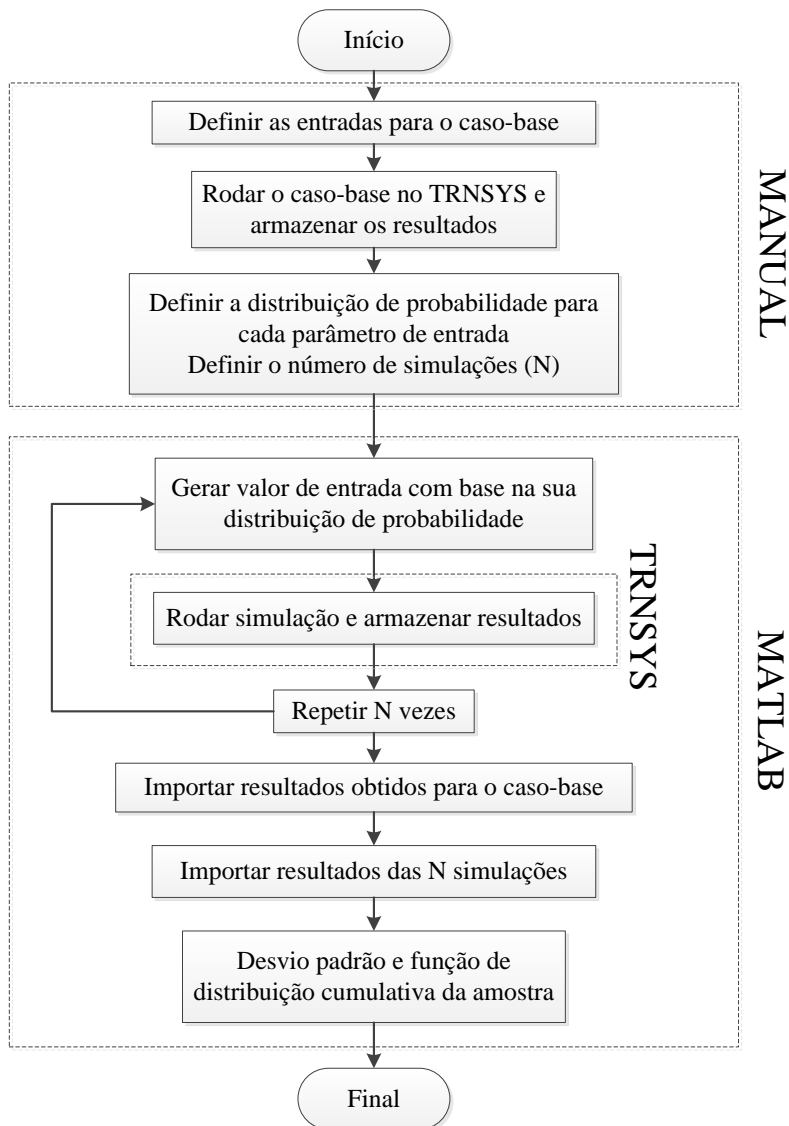 Início
Definir as entradas para o caso-base
Rodar o caso-base no TRNSYS e
armazenar os resultados
Definir a distribuição de probabilidade para
cada parâmetro de entrada
Definir o número de simulações (N)
MANUAL
Gerar valor de entrada com base na sua
distribuição de probabilidade
Rodar simulação e armazenar resultados
TRNSYS
Repetir N vezes
Importar resultados obtidos para o caso-base
Importar resultados das N simulações
Desvio padrão e função de
distribuição cumulativa da amostra
MATLAB
Final